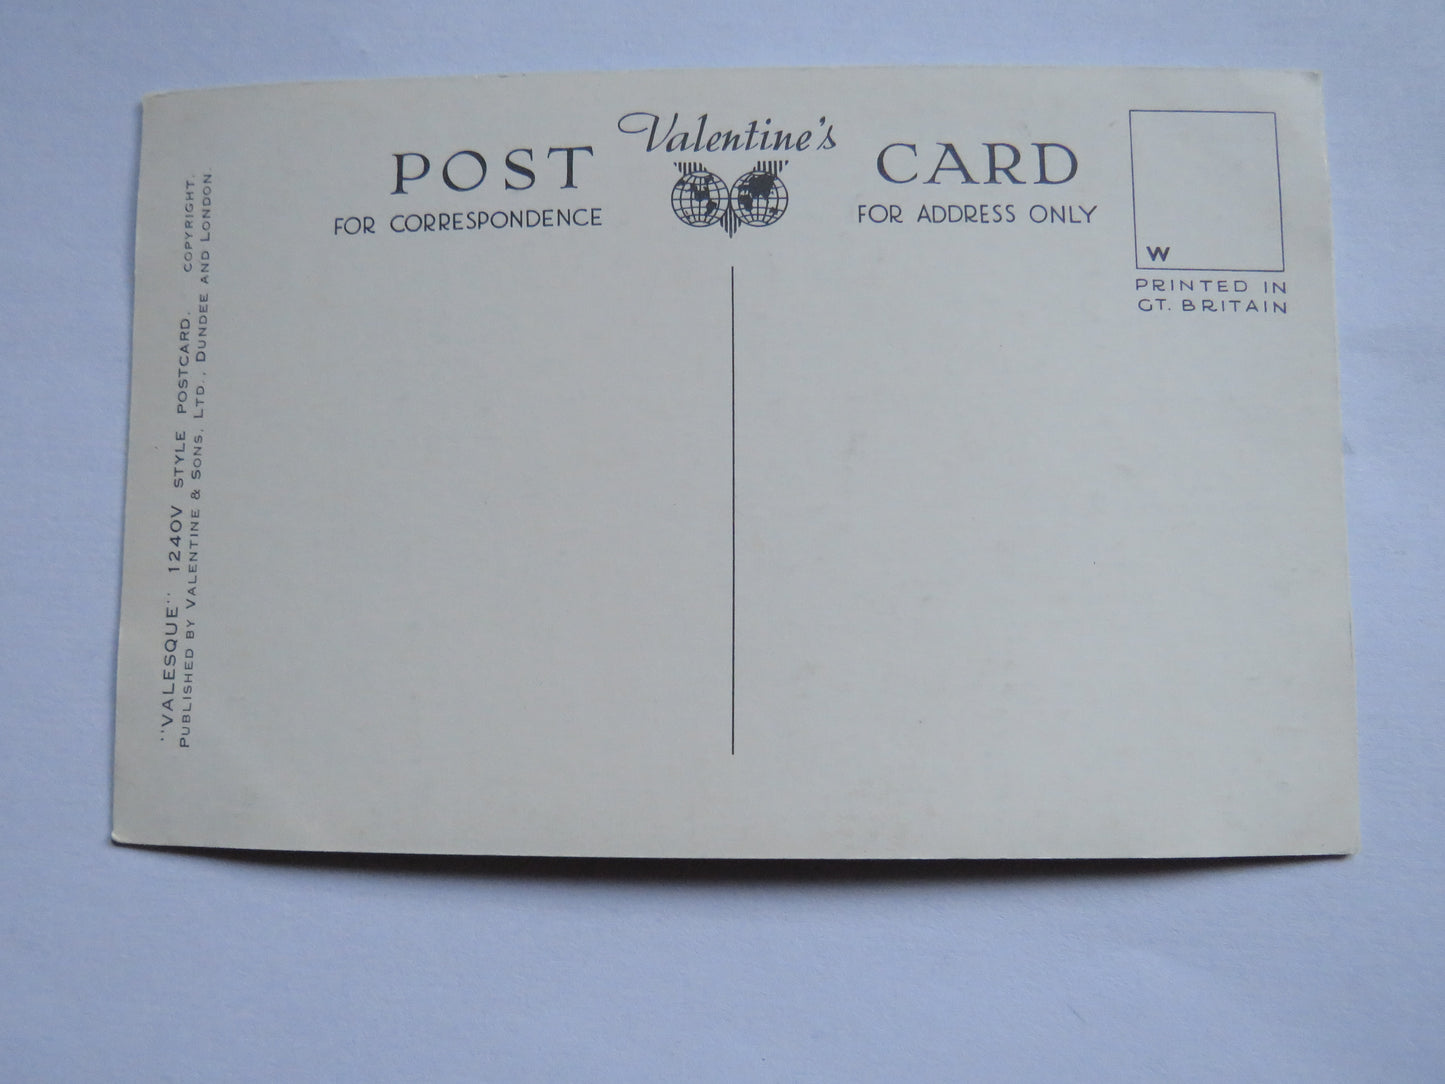 Valentine's
POST CARD
FOR CORRESPONDENCE
FOR ADDRESS ONLY
W
PRINTED IN
GT. BRITAIN
"VALESQUE" 1240V STYLE POSTCARD. COPYRIGHT.
PUBLISHED BY VALENTINE & SONS, LTD., DUNDEE AND LONDON.